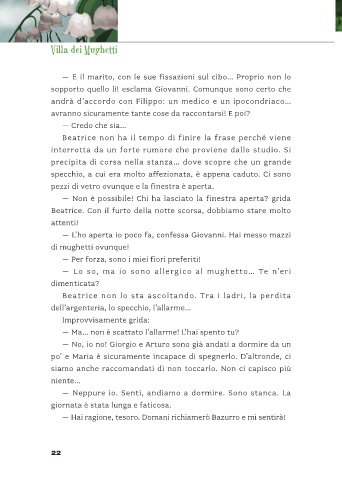 Villa dei Mughetti
— E il marito, con le sue fissazioni sul cibo... Proprio non lo
sopporto quello lì! esclama Giovanni. Comunque sono certo che
andrà d'accordo con Filippo: un medico e un ipocondriaco...
avranno sicuramente tante cose da raccontarsi! E poi?
— Credo che sia...
Beatrice non ha il tempo di finire la frase perché viene
interrotta da un forte rumore che proviene dallo studio. Si
precipita di corsa nella stanza... dove scopre che un grande
specchio, a cui era molto affezionata, è appena caduto. Ci sono
pezzi di vetro ovunque e la finestra è aperta.
— Non è possibile! Chi ha lasciato la finestra aperta? grida
Beatrice. Con il furto della notte scorsa, dobbiamo stare molto
attenti!
— L'ho aperta io poco fa, confessa Giovanni. Hai messo mazzi
di mughetti ovunque!
— Per forza, sono i miei fiori preferiti!
— Lo so, ma io sono allergico al mughetto... Te n'eri
dimenticata?
Beatrice non lo sta ascoltando. Tra i ladri, la perdita
dell'argenteria, lo specchio, l'allarme...
Improvvisamente grida:
— Ma... non è scattato l'allarme! L'hai spento tu?
— No, io no! Giorgio e Arturo sono già andati a dormire da un
po' e Maria è sicuramente incapace di spegnerlo. D'altronde, ci
siamo anche raccomandati di non toccarlo. Non ci capisco più
niente...
— Neppure io. Senti, andiamo a dormire. Sono stanca. La
giornata è stata lunga e faticosa.
— Hai ragione, tesoro. Domani richiamerò Bazurro e mi sentirà!
22